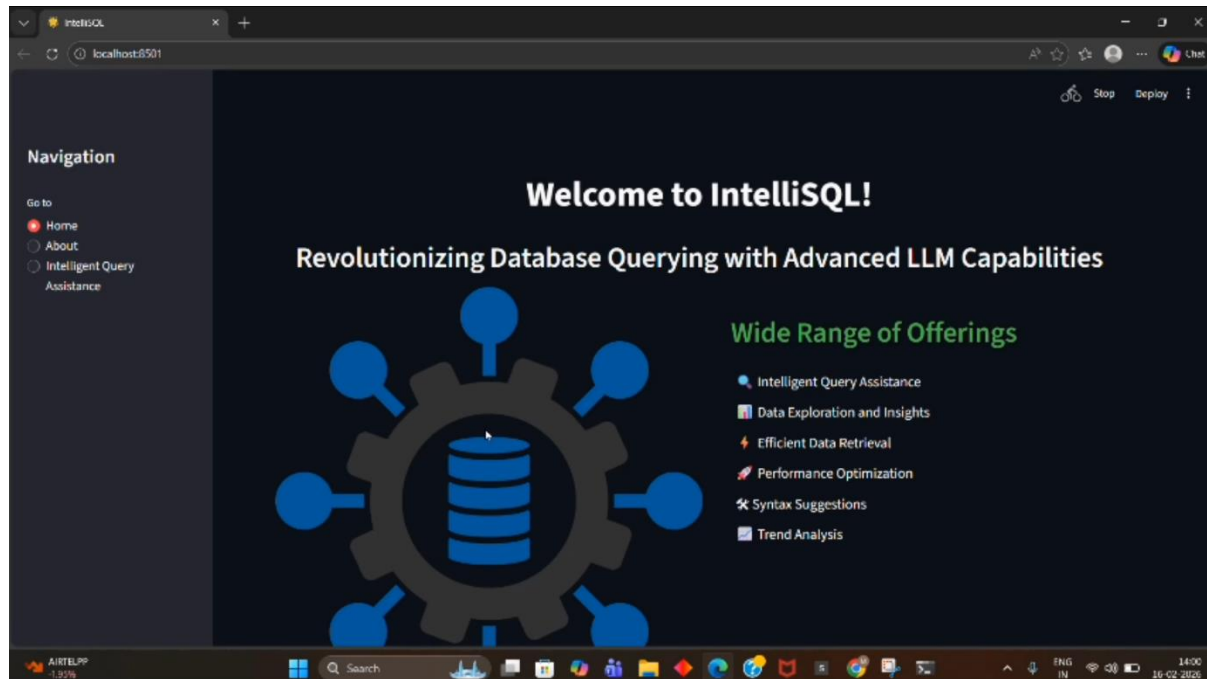 IntelliSQL
localhost:8501
Chat
Stop Deploy
Navigation
Go to
Home
About
Intelligent Query
Assistance
Welcome to IntelliSQL!
Revolutionizing Database Querying with Advanced LLM Capabilities
Wide Range of Offerings
Intelligent Query Assistance
Data Exploration and Insights
Efficient Data Retrieval
Performance Optimization
Syntax Suggestions
Trend Analysis
AIRTELPP
-1.95%
Search
ENG
IN
14:00
16-02-2026